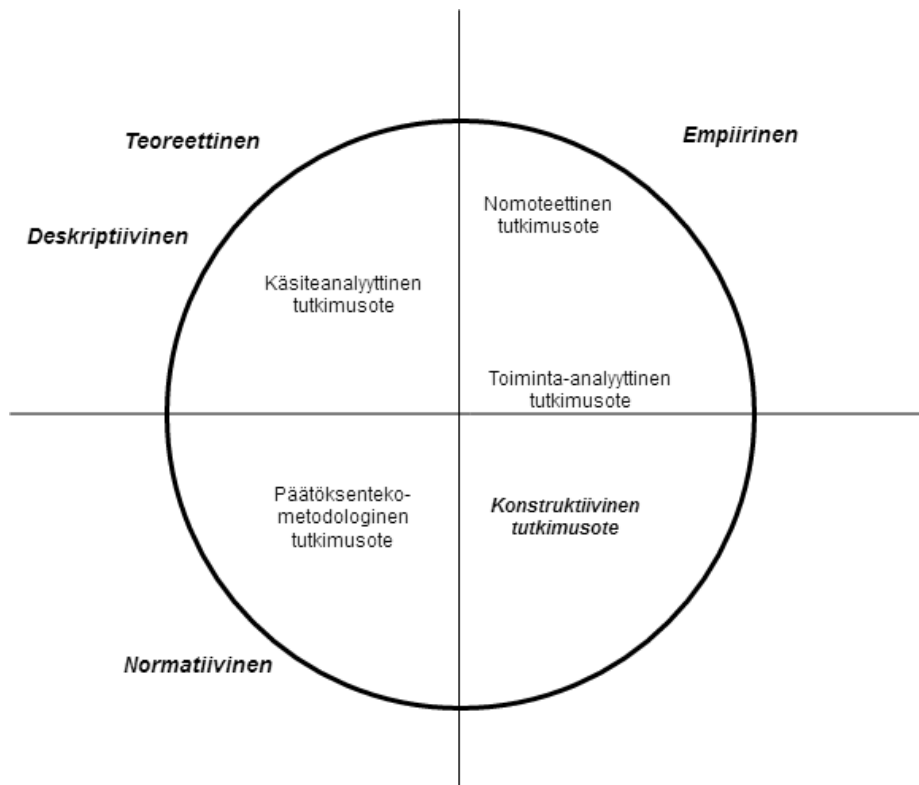 Teoreettinen
Empiirinen
Deskriptiivinen
Nomoteettinen
tutkimusote
Käsiteanalyyttinen
tutkimusote
Toiminta-analyyttinen
tutkimusote
Päätöksenteko-
metodologinen
tutkimusote
Konstruktiivinen
tutkimusote
Normatiivinen